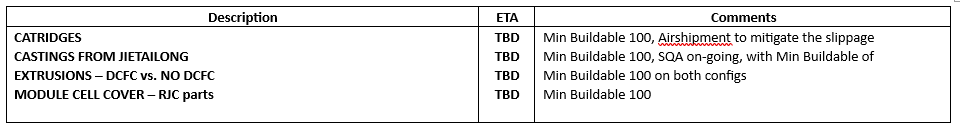 Description ETA Comments
CATRIDGES TBD Min Buildable 100, Airshipment to mitigate the slippage
CASTINGS FROM JIETAILONG TBD Min Buildable 100, SQA on-going, with Min Buildable of
EXTRUSIONS – DCFC vs. NO DCFC TBD Min Buildable 100 on both configs
MODULE CELL COVER – RJC parts TBD Min Buildable 100